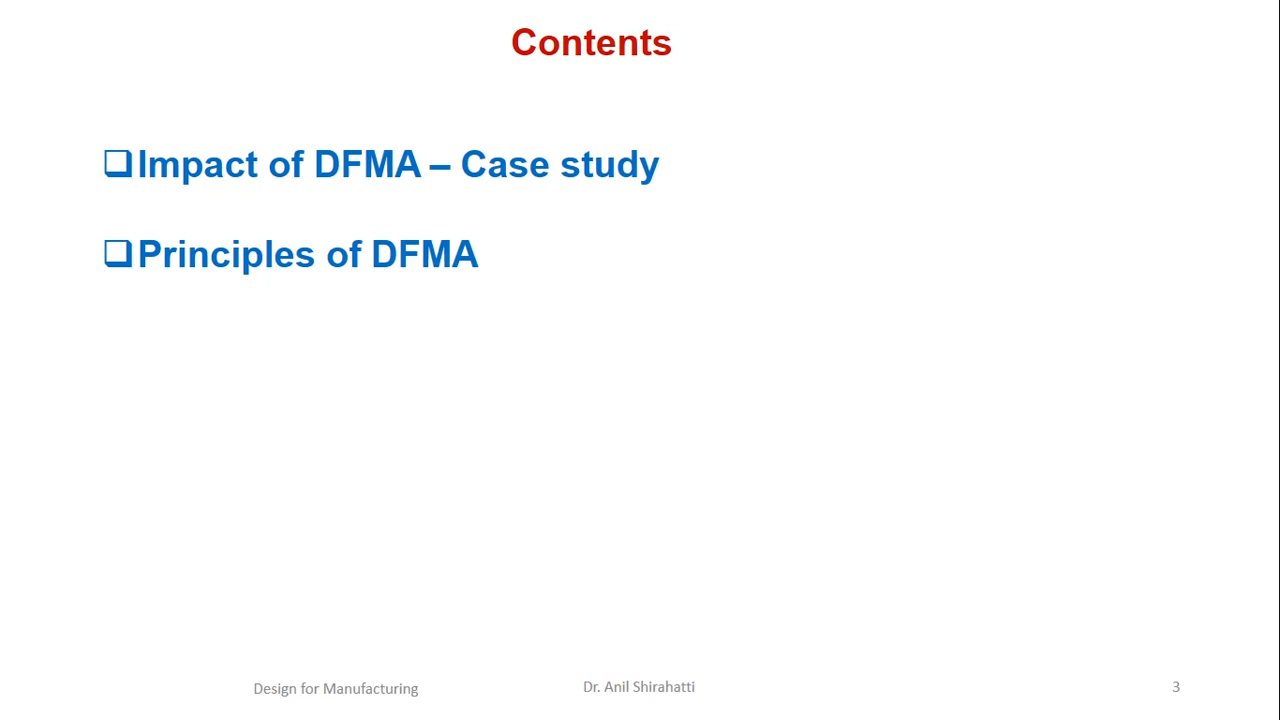 Contents
❑Impact of DFMA – Case study
❑Principles of DFMA
Design for Manufacturing
Dr. Anil Shirahatti
3